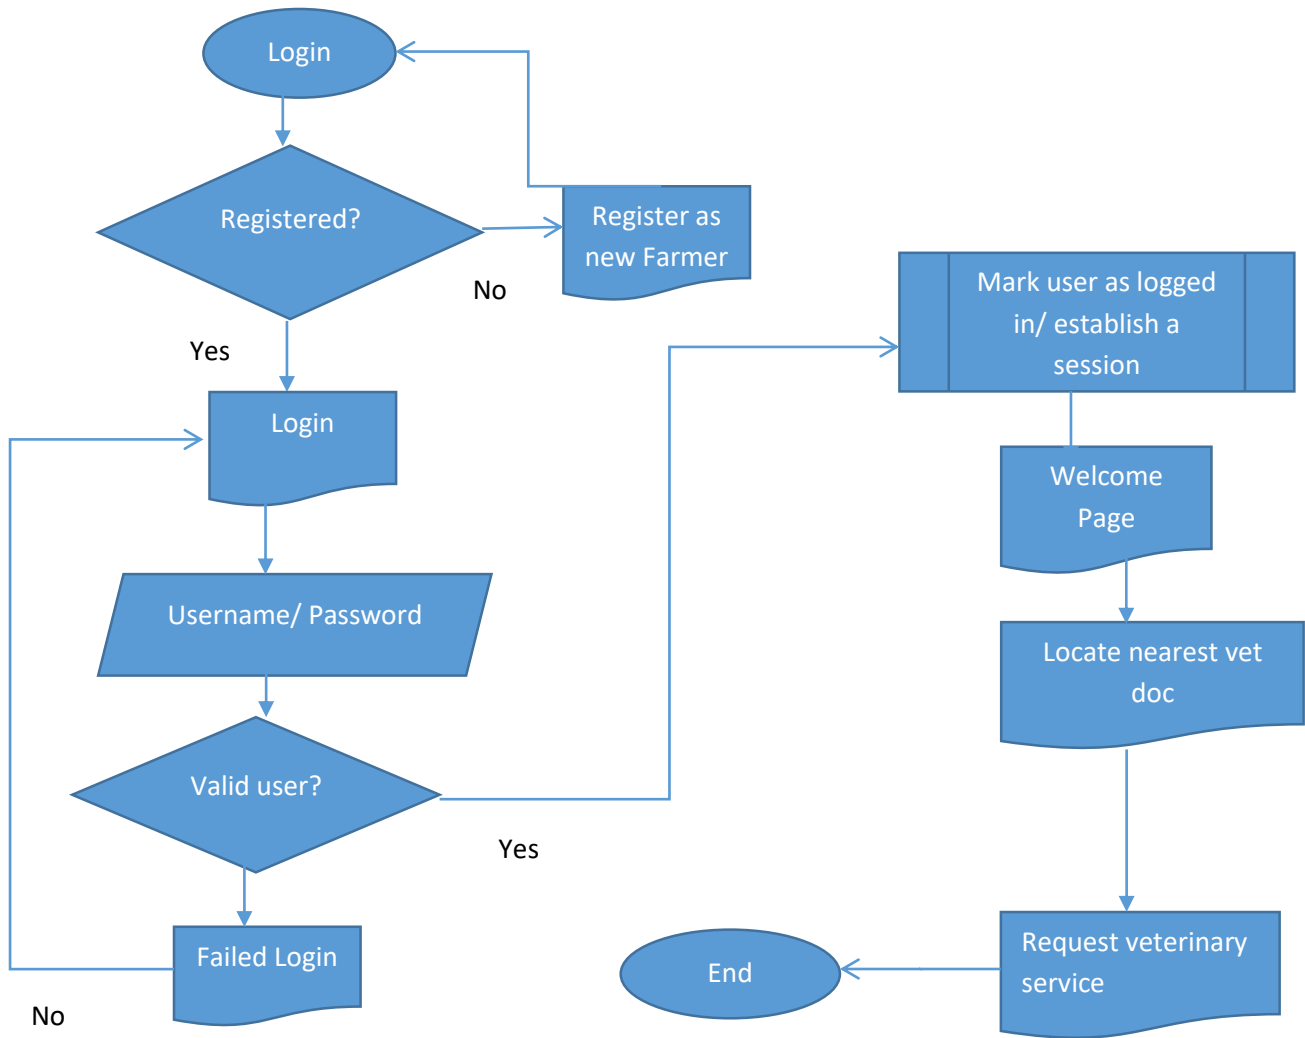 Login
Registered?
Register as
new Farmer
No
Yes
Login
Username/ Password
Valid user?
Yes
Failed Login
No
Mark user as logged
in/ establish a
session
Welcome
Page
Locate nearest vet
doc
Request veterinary
service
End